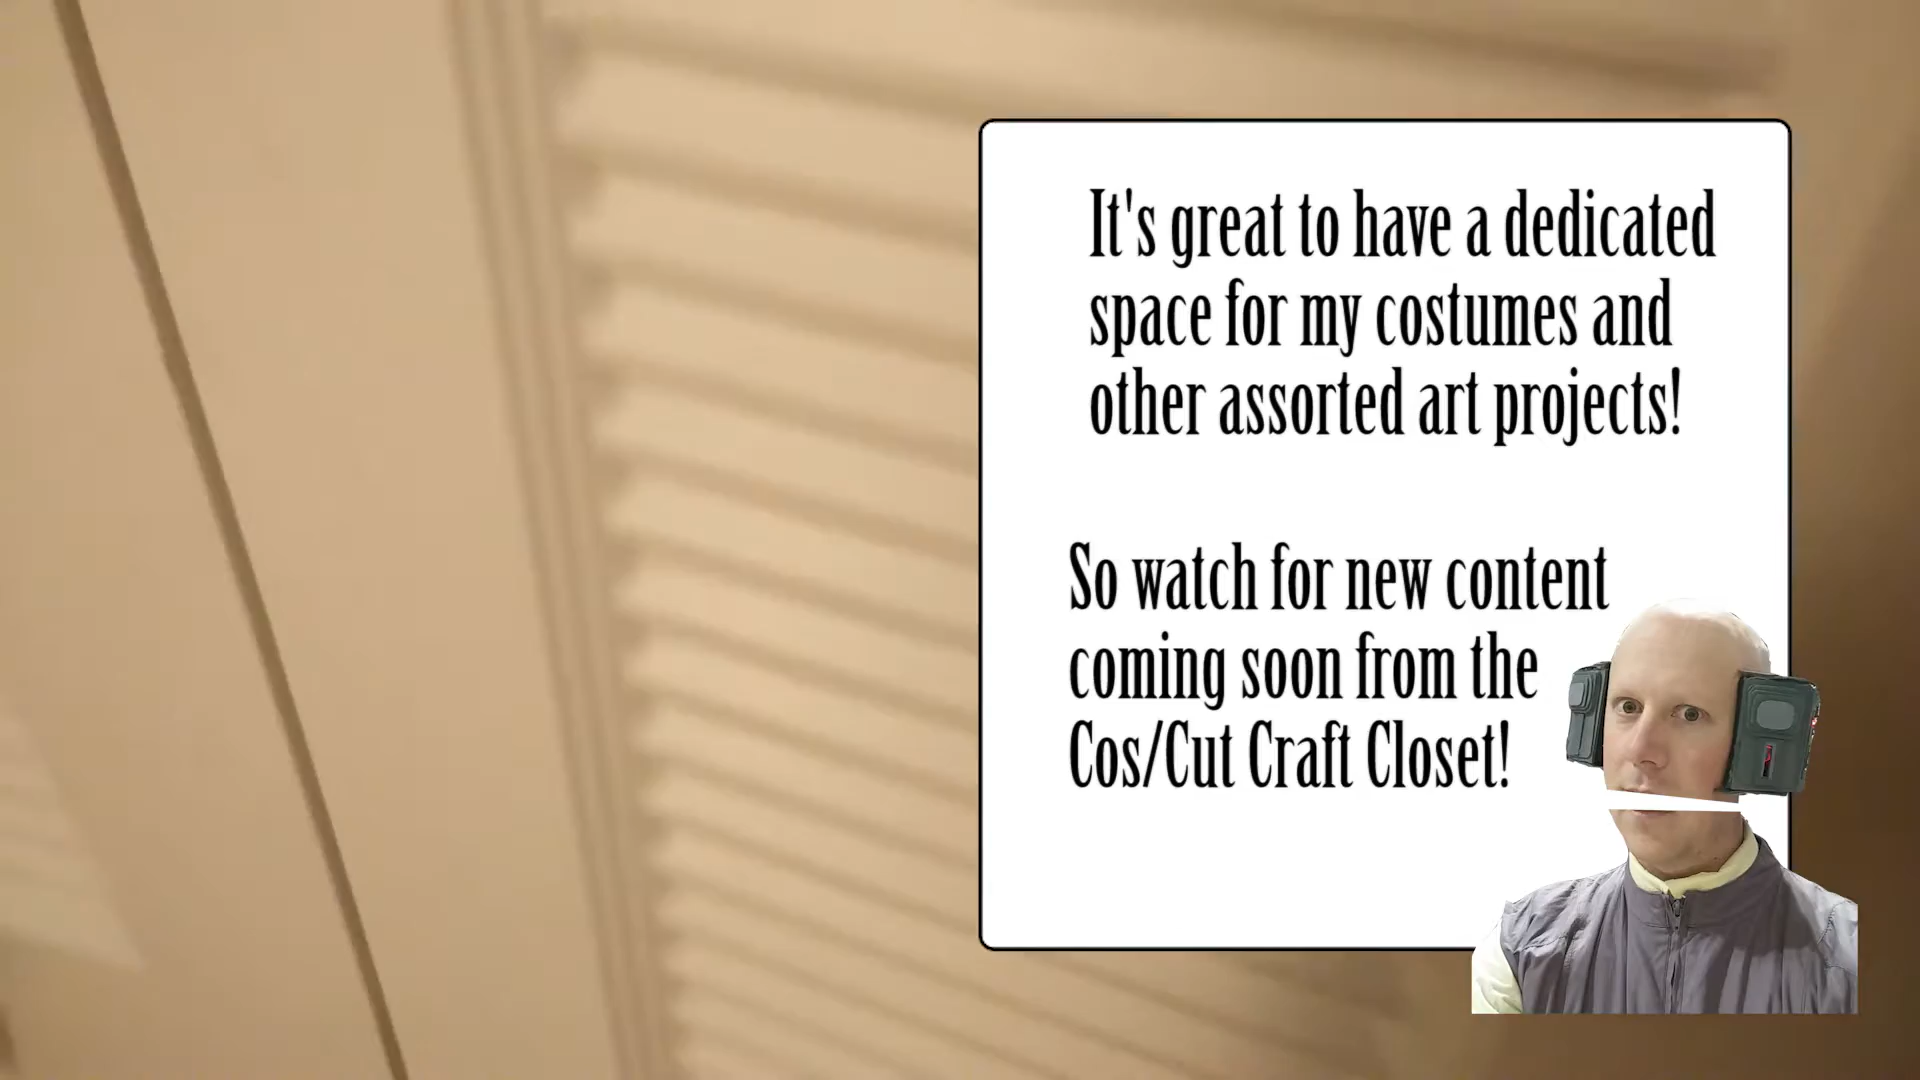 It's great to have a dedicated
space for my costumes and
other assorted art projects!
So watch for new content
coming soon from the
Cos/Cut Craft Closet!